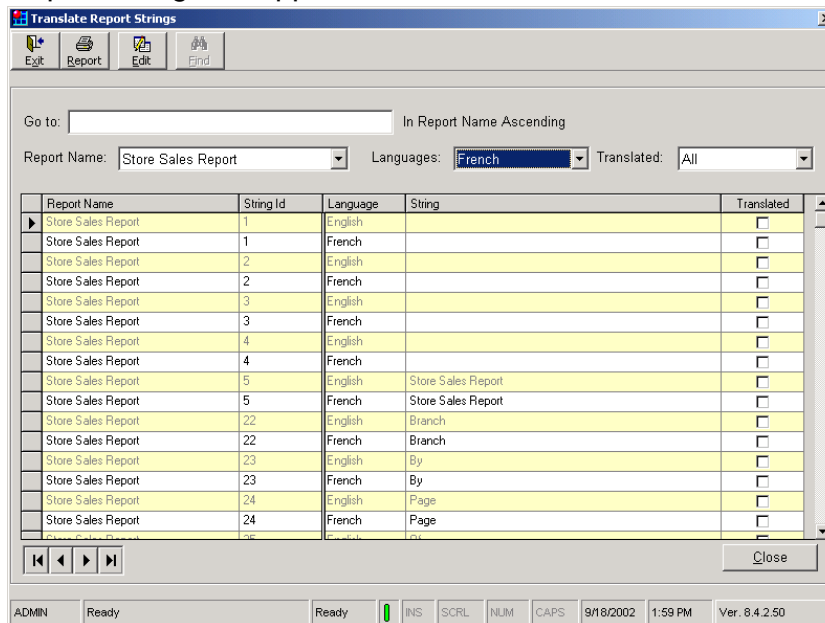 Translate Report Strings
Exit Report Edit Find
Go to: In Report Name Ascending
Report Name: Store Sales Report Languages: French Translated: All
Report Name String Id Language String Translated
Store Sales Report 1 English
Store Sales Report 1 French
Store Sales Report 2 English
Store Sales Report 2 French
Store Sales Report 3 English
Store Sales Report 3 French
Store Sales Report 4 English
Store Sales Report 4 French
Store Sales Report 5 English Store Sales Report
Store Sales Report 5 French Store Sales Report
Store Sales Report 22 English Branch
Store Sales Report 22 French Branch
Store Sales Report 23 English By
Store Sales Report 23 French By
Store Sales Report 24 English Page
Store Sales Report 24 French Page
Store Sales Report 25 English Of
Close
ADMIN Ready Ready INS SCRL NUM CAPS 9/18/2002 1:59 PM Ver. 8.4.2.50